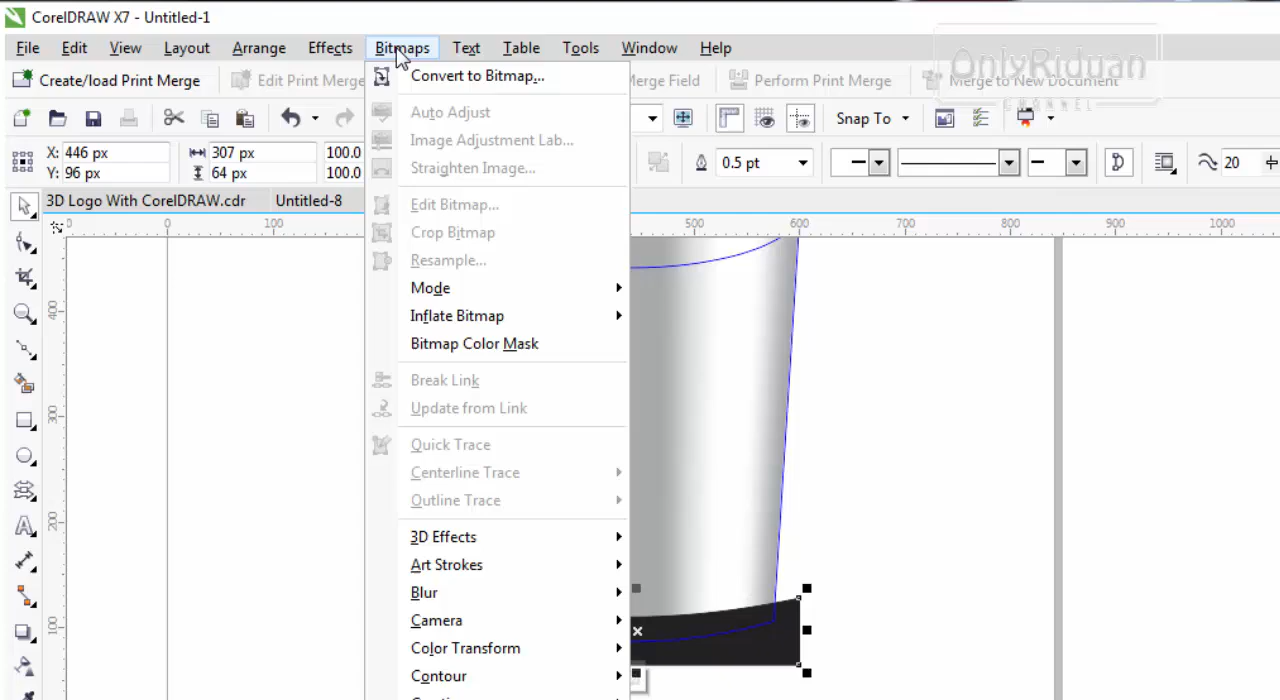 CorelDRAW X7 - Untitled-1
File Edit View Layout Arrange Effects Bitmaps Text Table Tools Window Help
OnlyRiduan
CHANNEL
Create/load Print Merge Edit Print Merge Merge Field Perform Print Merge Merge to New Document
Snap To
X: 446 px 307 px 100.0
Y: 96 px 64 px 100.0
0.5 pt 20
3D Logo With CorelDRAW.cdr Untitled-8
0 100 500 600 700 800 900 1000
400
300
200
100
Convert to Bitmap...
Auto Adjust
Image Adjustment Lab...
Straighten Image...
Edit Bitmap...
Crop Bitmap
Resample...
Mode
Inflate Bitmap
Bitmap Color Mask
Break Link
Update from Link
Quick Trace
Centerline Trace
Outline Trace
3D Effects
Art Strokes
Blur
Camera
Color Transform
Contour